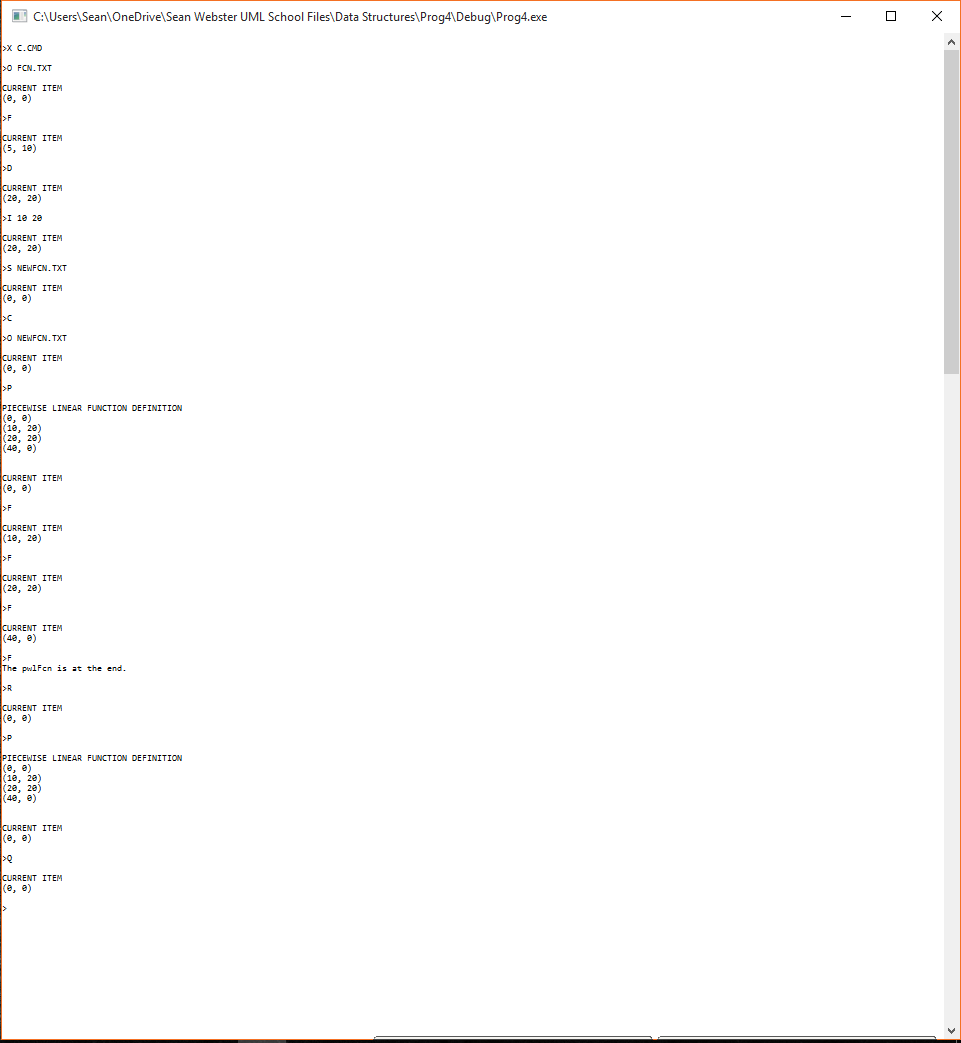 C:\Users\Sean\OneDrive\Sean Webster UML School Files\Data Structures\Prog4\Debug\Prog4.exe
>X C.CMD
>O FCN.TXT
CURRENT ITEM
(0, 0)
>F
CURRENT ITEM
(5, 10)
>D
CURRENT ITEM
(20, 20)
>I 10 20
CURRENT ITEM
(20, 20)
>S NEWFCN.TXT
CURRENT ITEM
(0, 0)
>C
>O NEWFCN.TXT
CURRENT ITEM
(0, 0)
>P
PIECEWISE LINEAR FUNCTION DEFINITION
(0, 0)
(10, 20)
(20, 20)
(40, 0)
CURRENT ITEM
(0, 0)
>F
CURRENT ITEM
(10, 20)
>F
CURRENT ITEM
(20, 20)
>F
CURRENT ITEM
(40, 0)
>F
The pwlFcn is at the end.
>R
CURRENT ITEM
(0, 0)
>P
PIECEWISE LINEAR FUNCTION DEFINITION
(0, 0)
(10, 20)
(20, 20)
(40, 0)
CURRENT ITEM
(0, 0)
>Q
CURRENT ITEM
(0, 0)
>